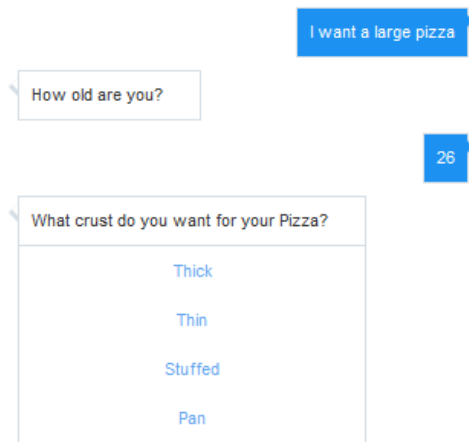 I want a large pizza
How old are you?
26
What crust do you want for your Pizza?
Thick
Thin
Stuffed
Pan